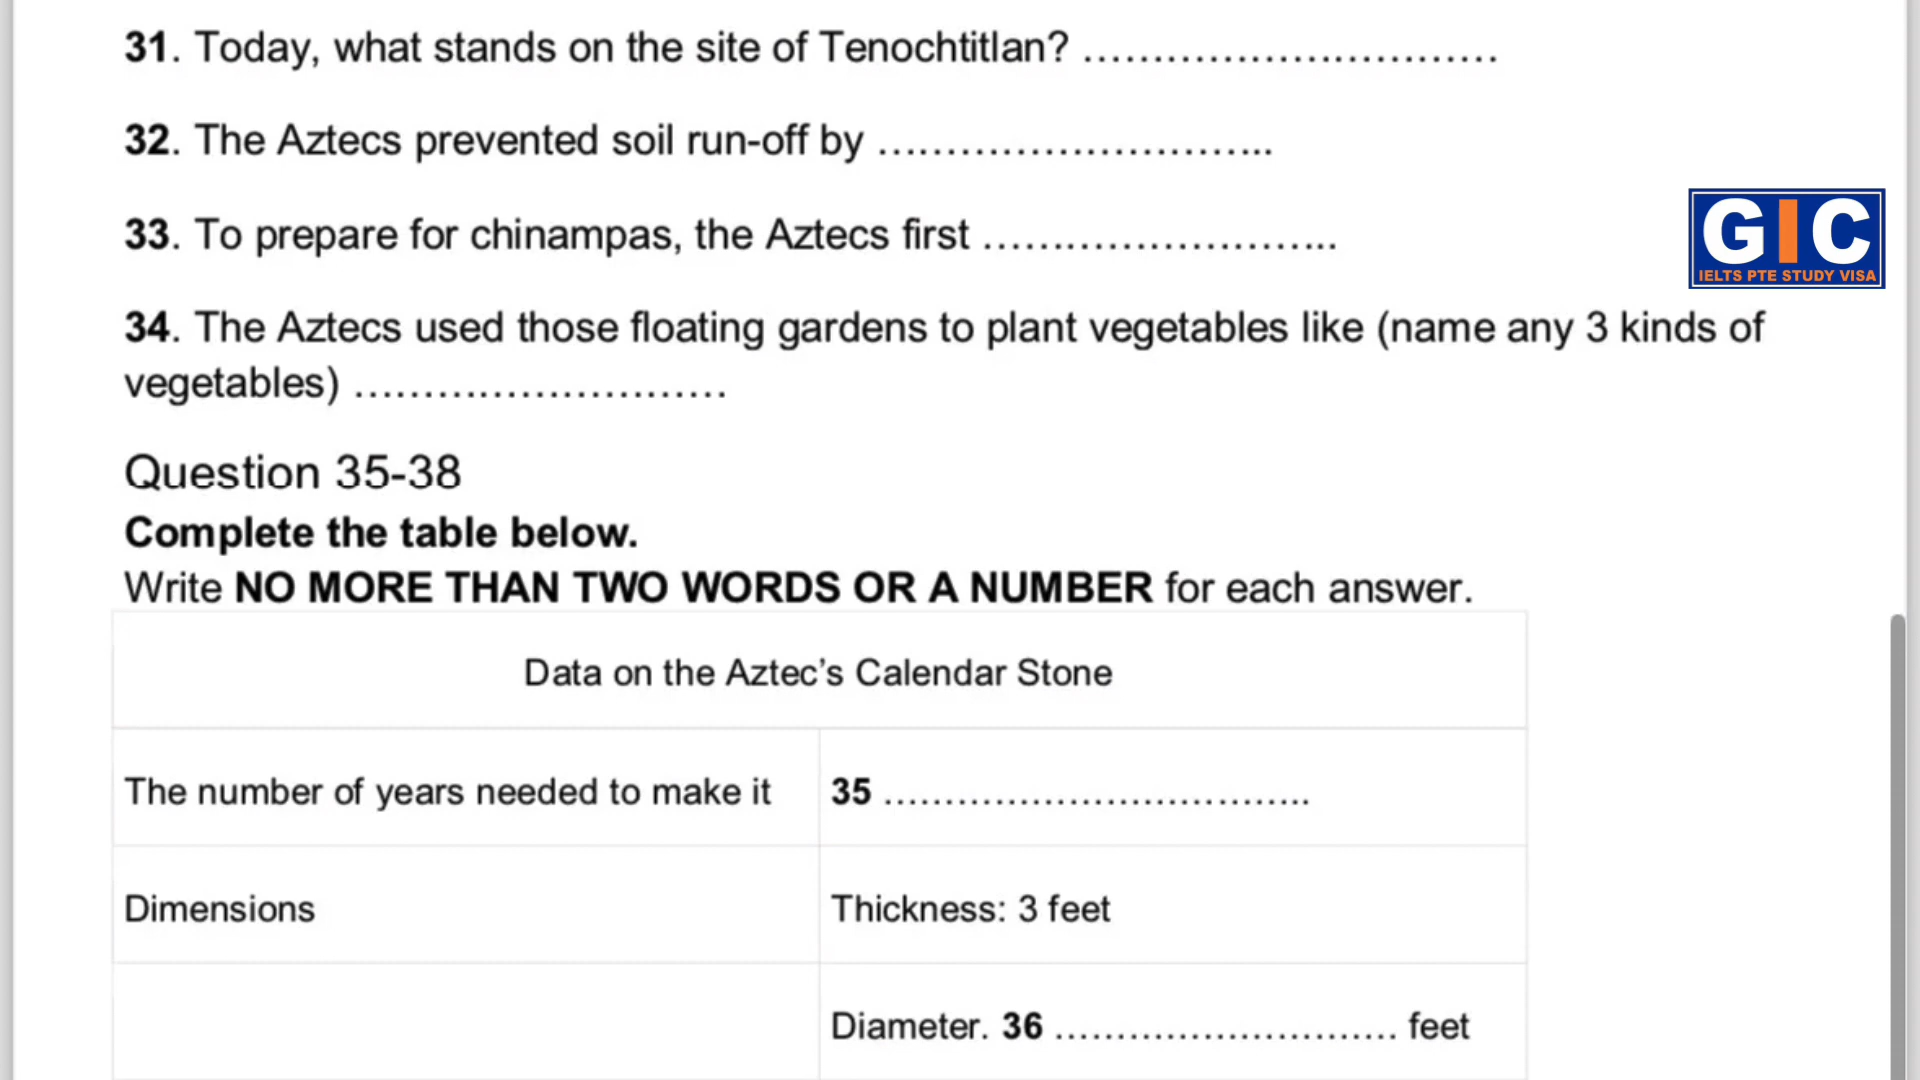 31. Today, what stands on the site of Tenochtitlan? ..............................
32. The Aztecs prevented soil run-off by .............................
33. To prepare for chinampas, the Aztecs first ..........................
GIC
IELTS PTE STUDY VISA
34. The Aztecs used those floating gardens to plant vegetables like (name any 3 kinds of
vegetables) ...........................
Question 35-38
Complete the table below.
Write NO MORE THAN TWO WORDS OR A NUMBER for each answer.
Data on the Aztec’s Calendar Stone
The number of years needed to make it 35 ...................................
Dimensions Thickness: 3 feet
Diameter. 36 ......................... feet